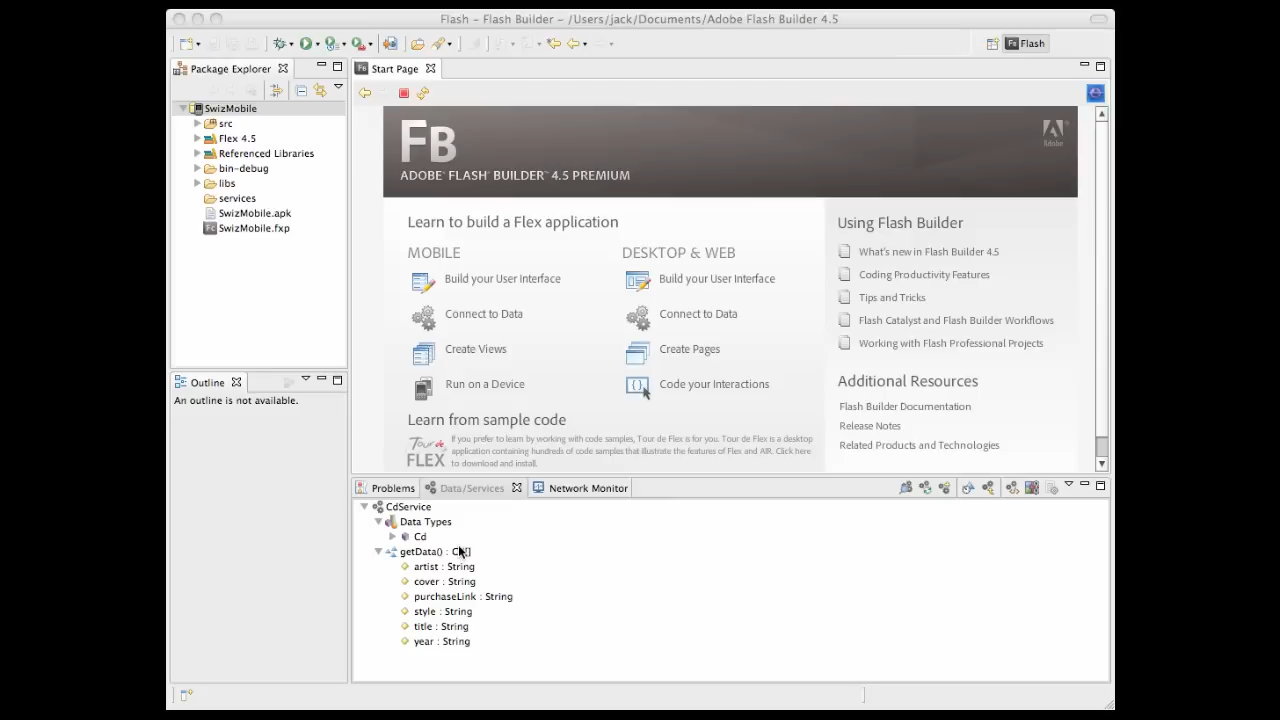 Flash – Flash Builder – /Users/jack/Documents/Adobe Flash Builder 4.5
Fb Flash
Package Explorer
SwizMobile
src
Flex 4.5
Referenced Libraries
bin-debug
libs
services
SwizMobile.apk
SwizMobile.fxp
Outline
An outline is not available.
Fb Start Page
FB
Adobe
ADOBE® FLASH® BUILDER™ 4.5 PREMIUM
Learn to build a Flex application
MOBILE
Build your User Interface
Connect to Data
Create Views
Run on a Device
DESKTOP & WEB
Build your User Interface
Connect to Data
Create Pages
Code your Interactions
Learn from sample code
Tour de FLEX
If you prefer to learn by working with code samples, Tour de Flex is for you. Tour de Flex is a desktop
application containing hundreds of code samples that illustrate the features of Flex and AIR. Click here
to download and install.
Using Flash Builder
What's new in Flash Builder 4.5
Coding Productivity Features
Tips and Tricks
Flash Catalyst and Flash Builder Workflows
Working with Flash Professional Projects
Additional Resources
Flash Builder Documentation
Release Notes
Related Products and Technologies
Problems
Data/Services
Network Monitor
CdService
Data Types
Cd
getData() :
artist : String
cover : String
purchaseLink : String
style : String
title : String
year : String